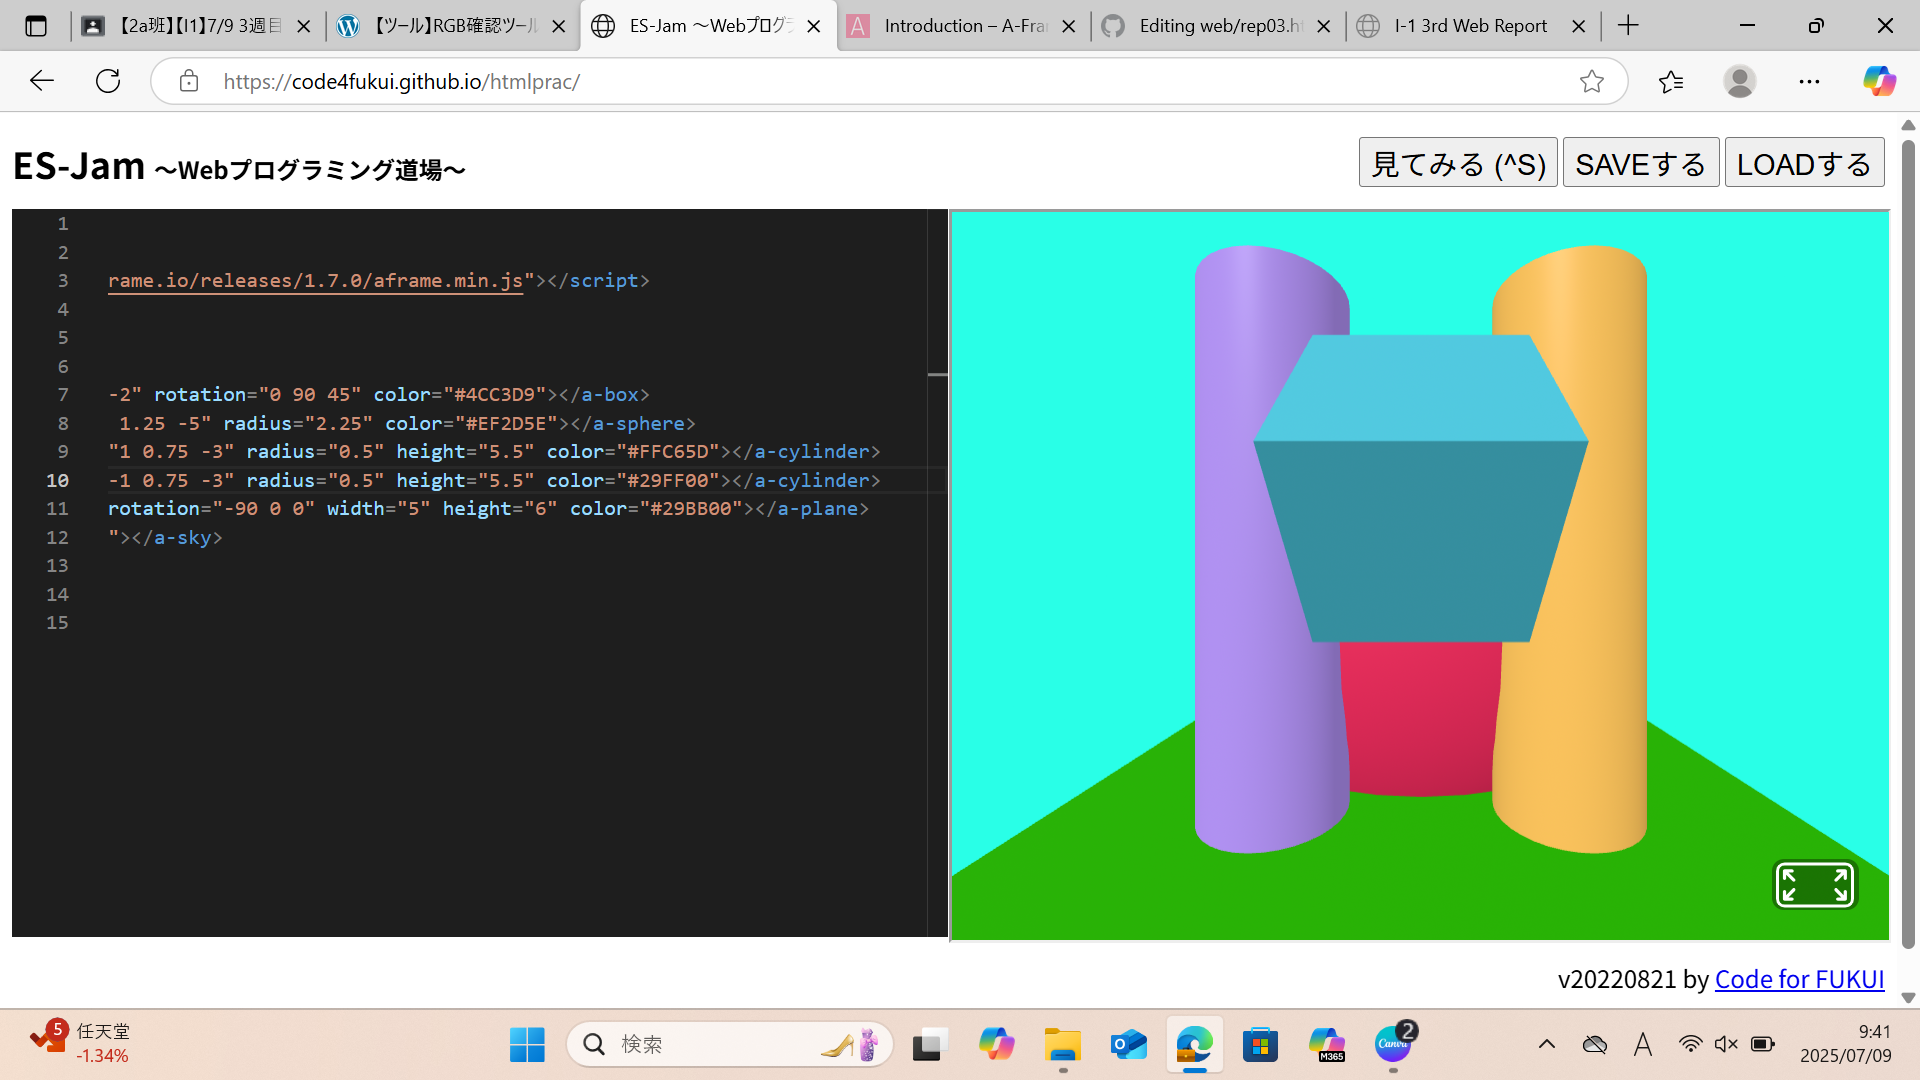 【2a班】【I1】7/9 3週目
【ツール】RGB確認ツール
ES-Jam ～Webプログラ
Introduction – A-Fra
Editing web/rep03.ht
I-1 3rd Web Report
https://code4fukui.github.io/htmlprac/
ES-Jam ～Webプログラミング道場～
見てみる (^S)
SAVEする
LOADする
1
2
3 rame.io/releases/1.7.0/aframe.min.js"></script>
4
5
6
7 -2" rotation="0 90 45" color="#4CC3D9"></a-box>
8 1.25 -5" radius="2.25" color="#EF2D5E"></a-sphere>
9 "1 0.75 -3" radius="0.5" height="5.5" color="#FFC65D"></a-cylinder>
10 -1 0.75 -3" radius="0.5" height="5.5" color="#29FF00"></a-cylinder>
11 rotation="-90 0 0" width="5" height="6" color="#29BB00"></a-plane>
12 "></a-sky>
13
14
15
v20220821 by Code for FUKUI
5
任天堂
-1.34%
検索
M365
Canva
2
A
9:41
2025/07/09